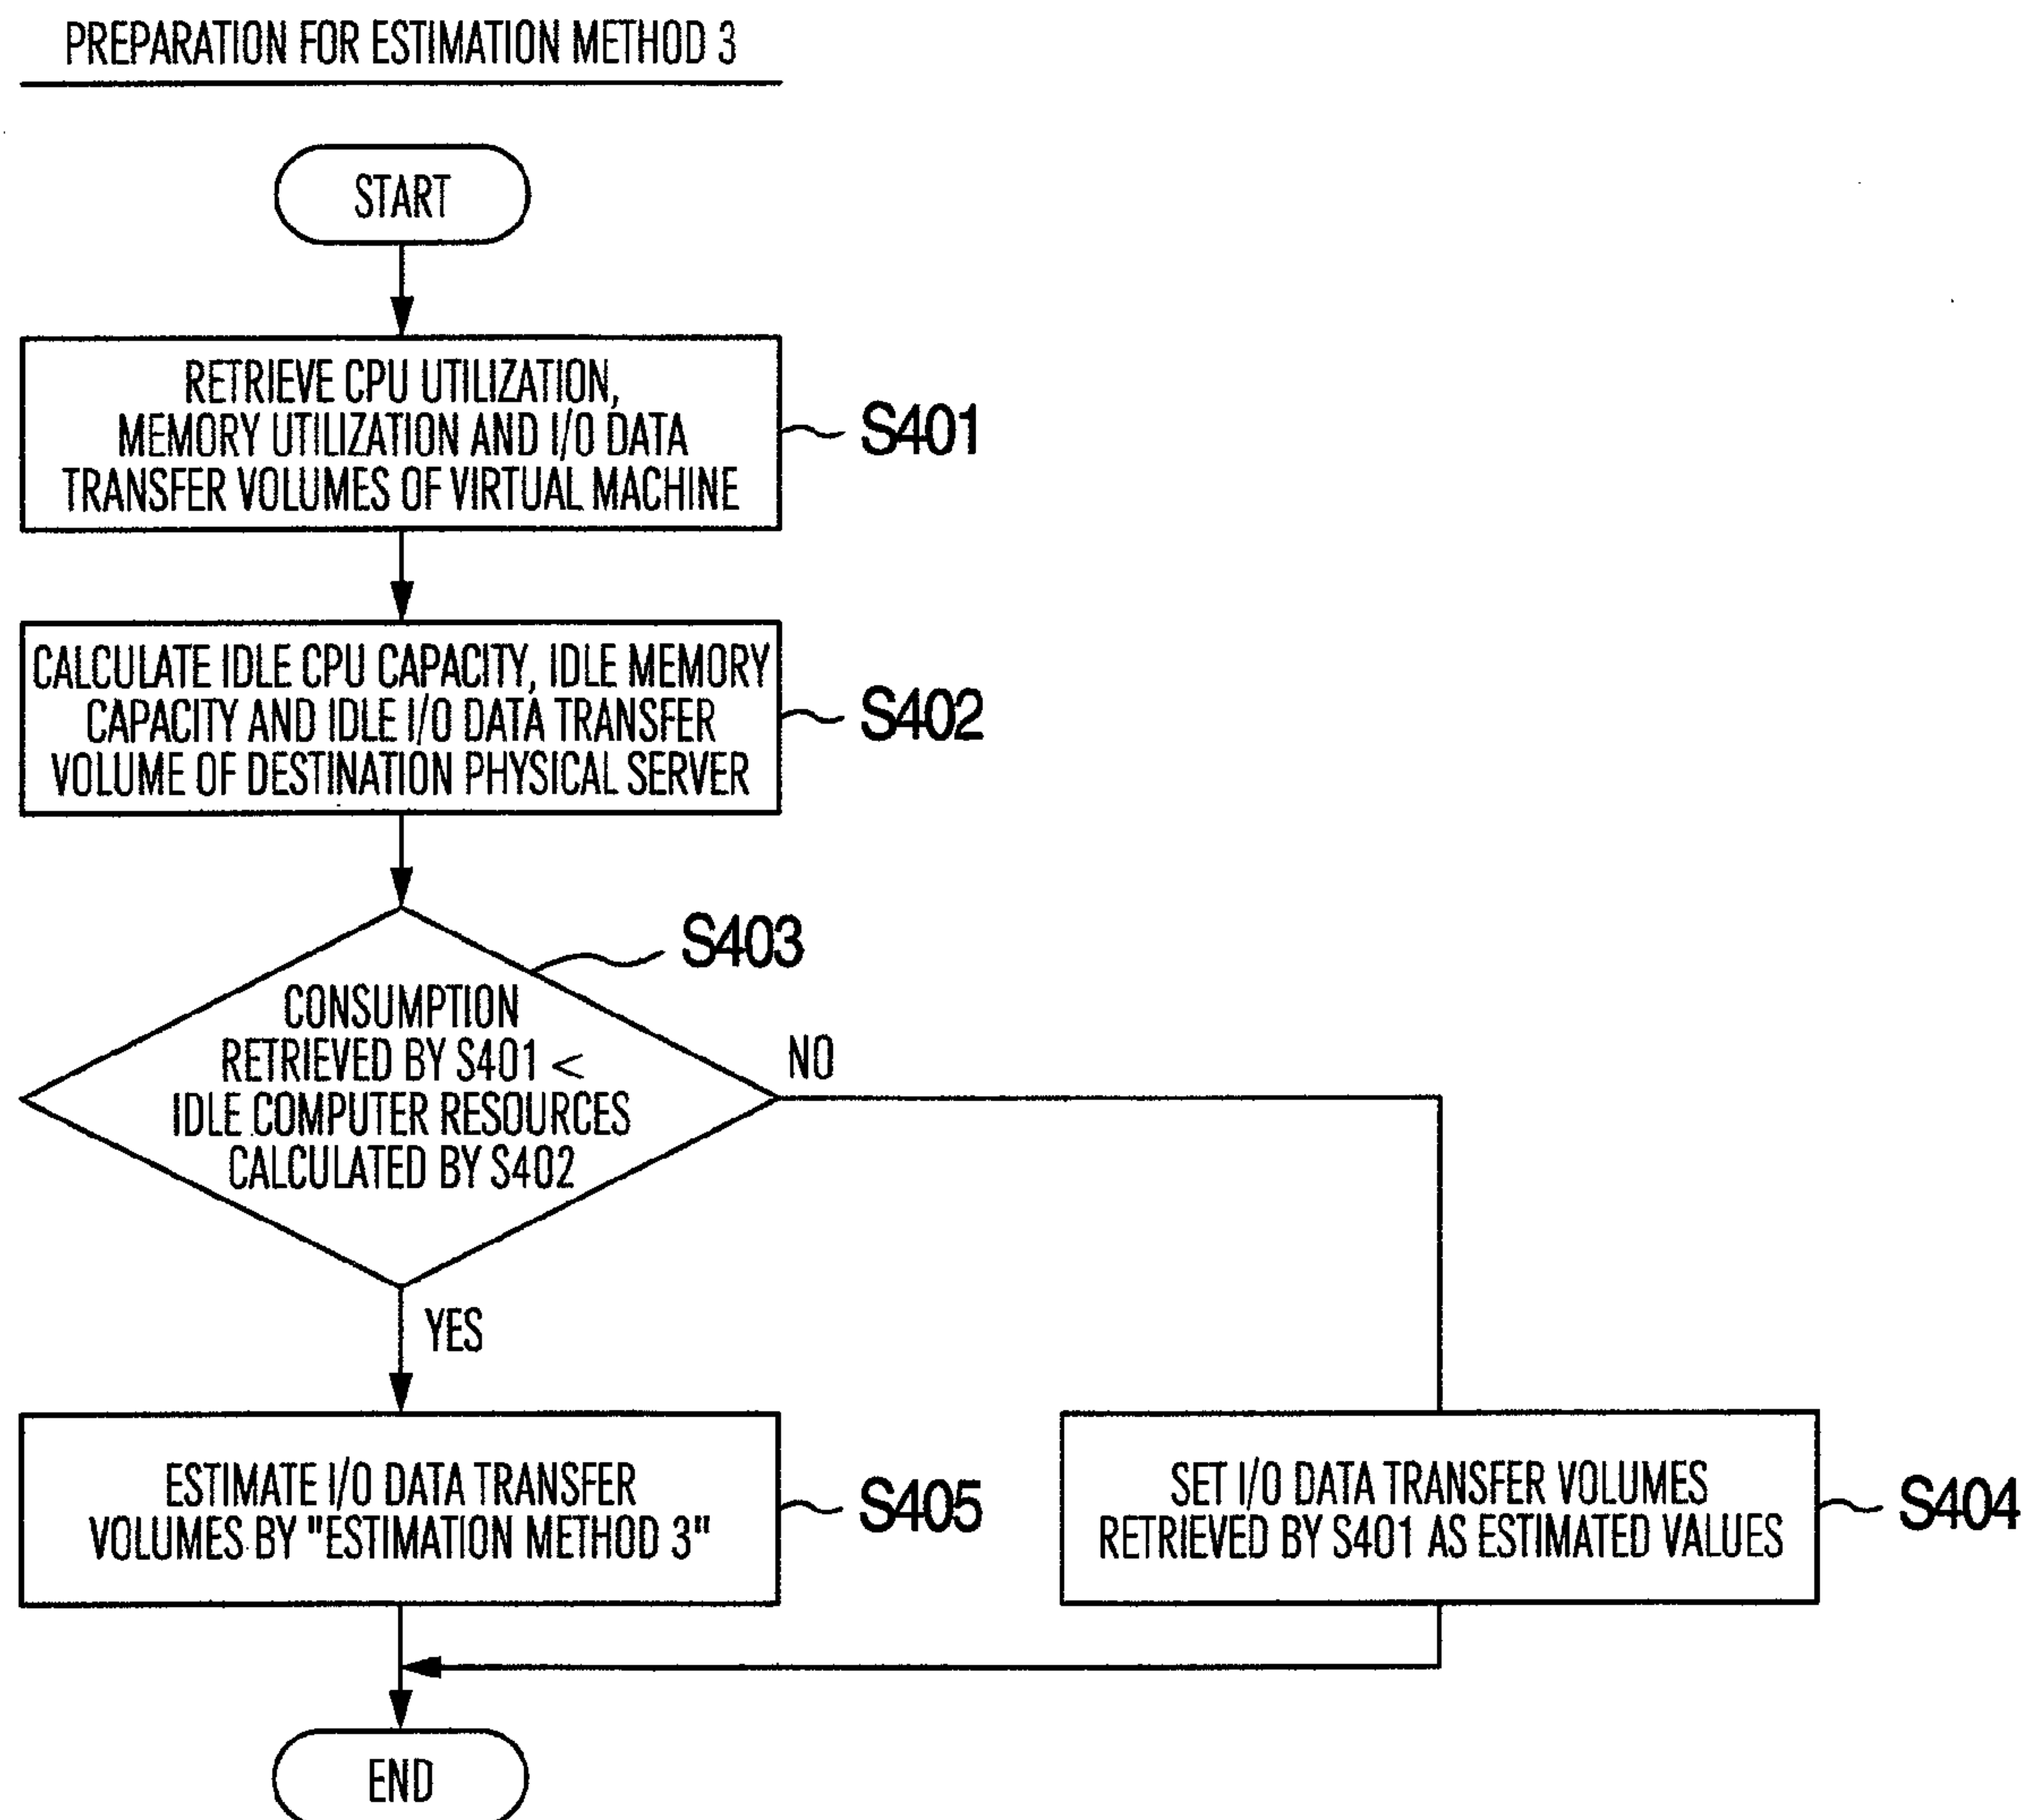 PREPARATION FOR ESTIMATION METHOD 3
START
RETRIEVE CPU UTILIZATION,
MEMORY UTILIZATION AND I/O DATA
TRANSFER VOLUMES OF VIRTUAL MACHINE
S401
CALCULATE IDLE CPU CAPACITY, IDLE MEMORY
CAPACITY AND IDLE I/O DATA TRANSFER
VOLUME OF DESTINATION PHYSICAL SERVER
S402
S403
CONSUMPTION
RETRIEVED BY S401 <
IDLE COMPUTER RESOURCES
CALCULATED BY S402
NO
YES
ESTIMATE I/O DATA TRANSFER
VOLUMES BY "ESTIMATION METHOD 3"
S405
SET I/O DATA TRANSFER VOLUMES
RETRIEVED BY S401 AS ESTIMATED VALUES
S404
END